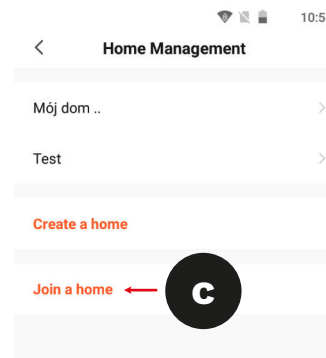 10:5
Home Management
Mój dom ..
Test
Create a home
Join a home
C